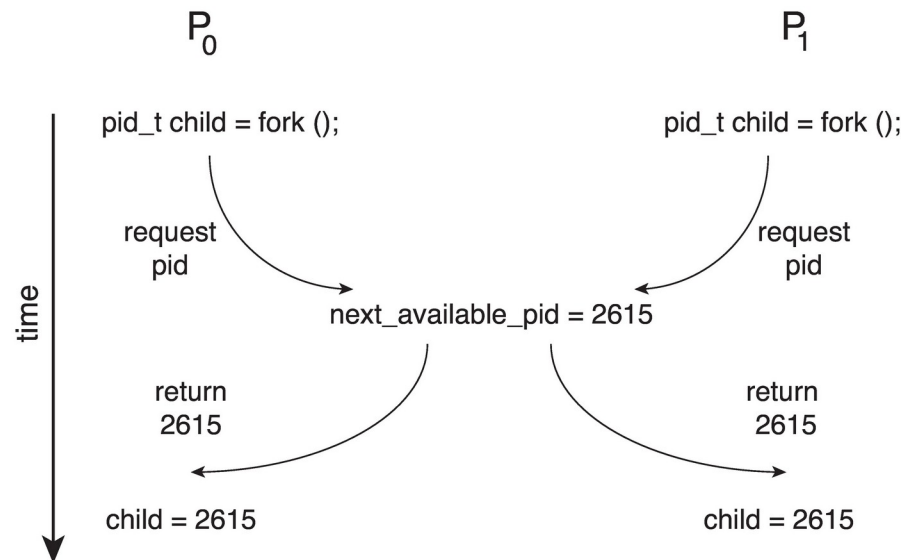 P0
P1
pid_t child = fork ();
pid_t child = fork ();
request
pid
request
pid
time
next_available_pid = 2615
return
2615
return
2615
child = 2615
child = 2615